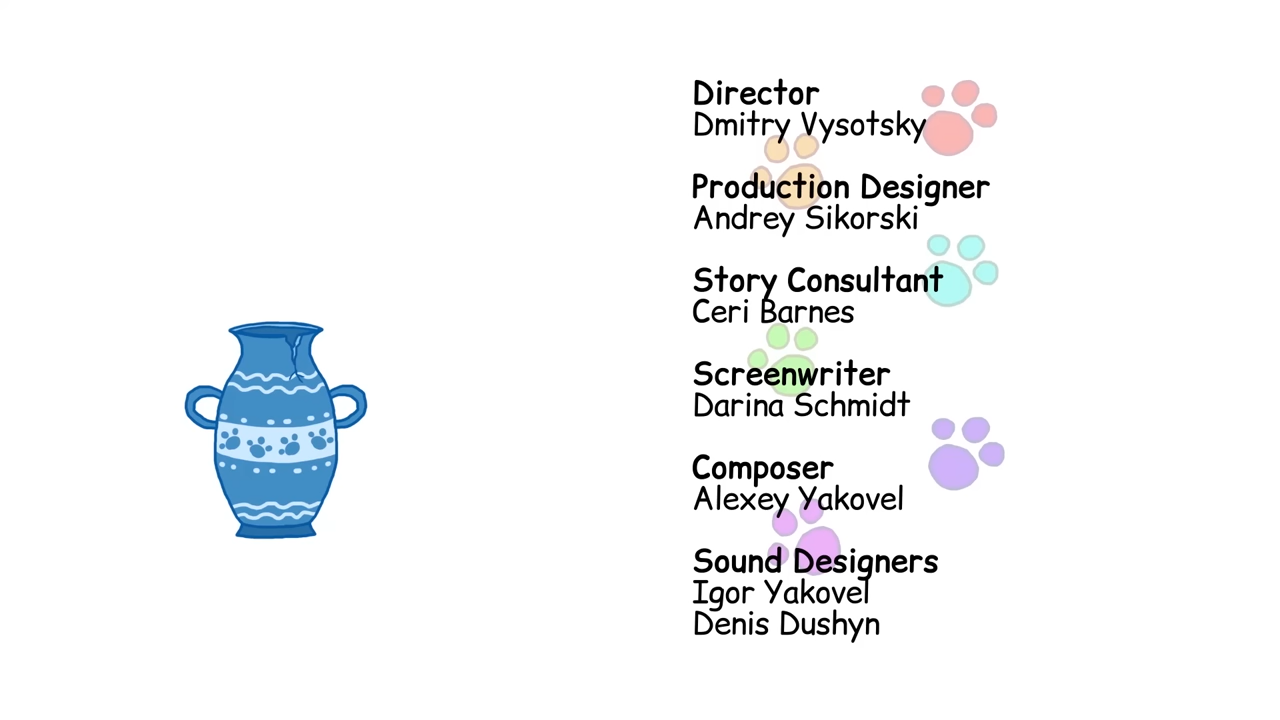 Director
Dmitry Vysotsky
Production Designer
Andrey Sikorski
Story Consultant
Ceri Barnes
Screenwriter
Darina Schmidt
Composer
Alexey Yakovel
Sound Designers
Igor Yakovel
Denis Dushyn